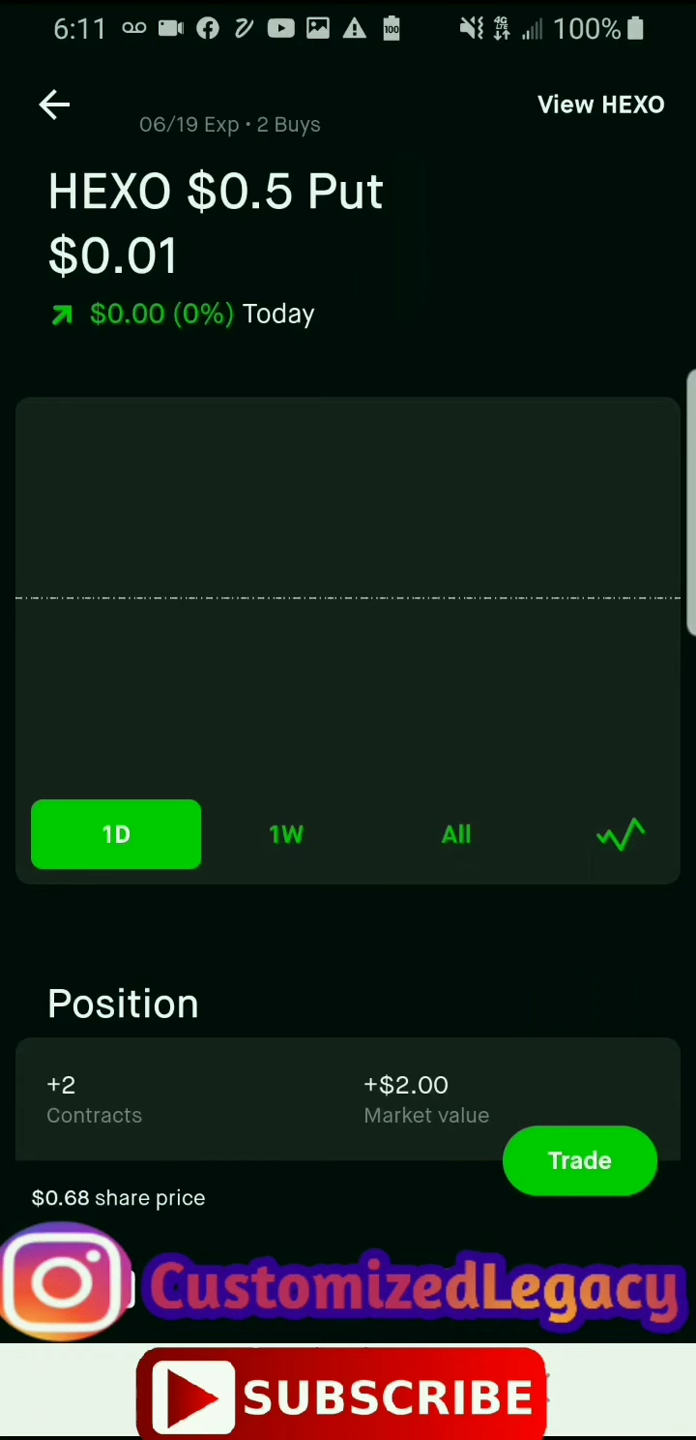 6:11 100%
View HEXO
06/19 Exp • 2 Buys
HEXO $0.5 Put
$0.01
$0.00 (0%) Today
1D 1W All
Position
+2 +$2.00
Contracts Market value
Trade
$0.68 share price
CustomizedLegacy
SUBSCRIBE